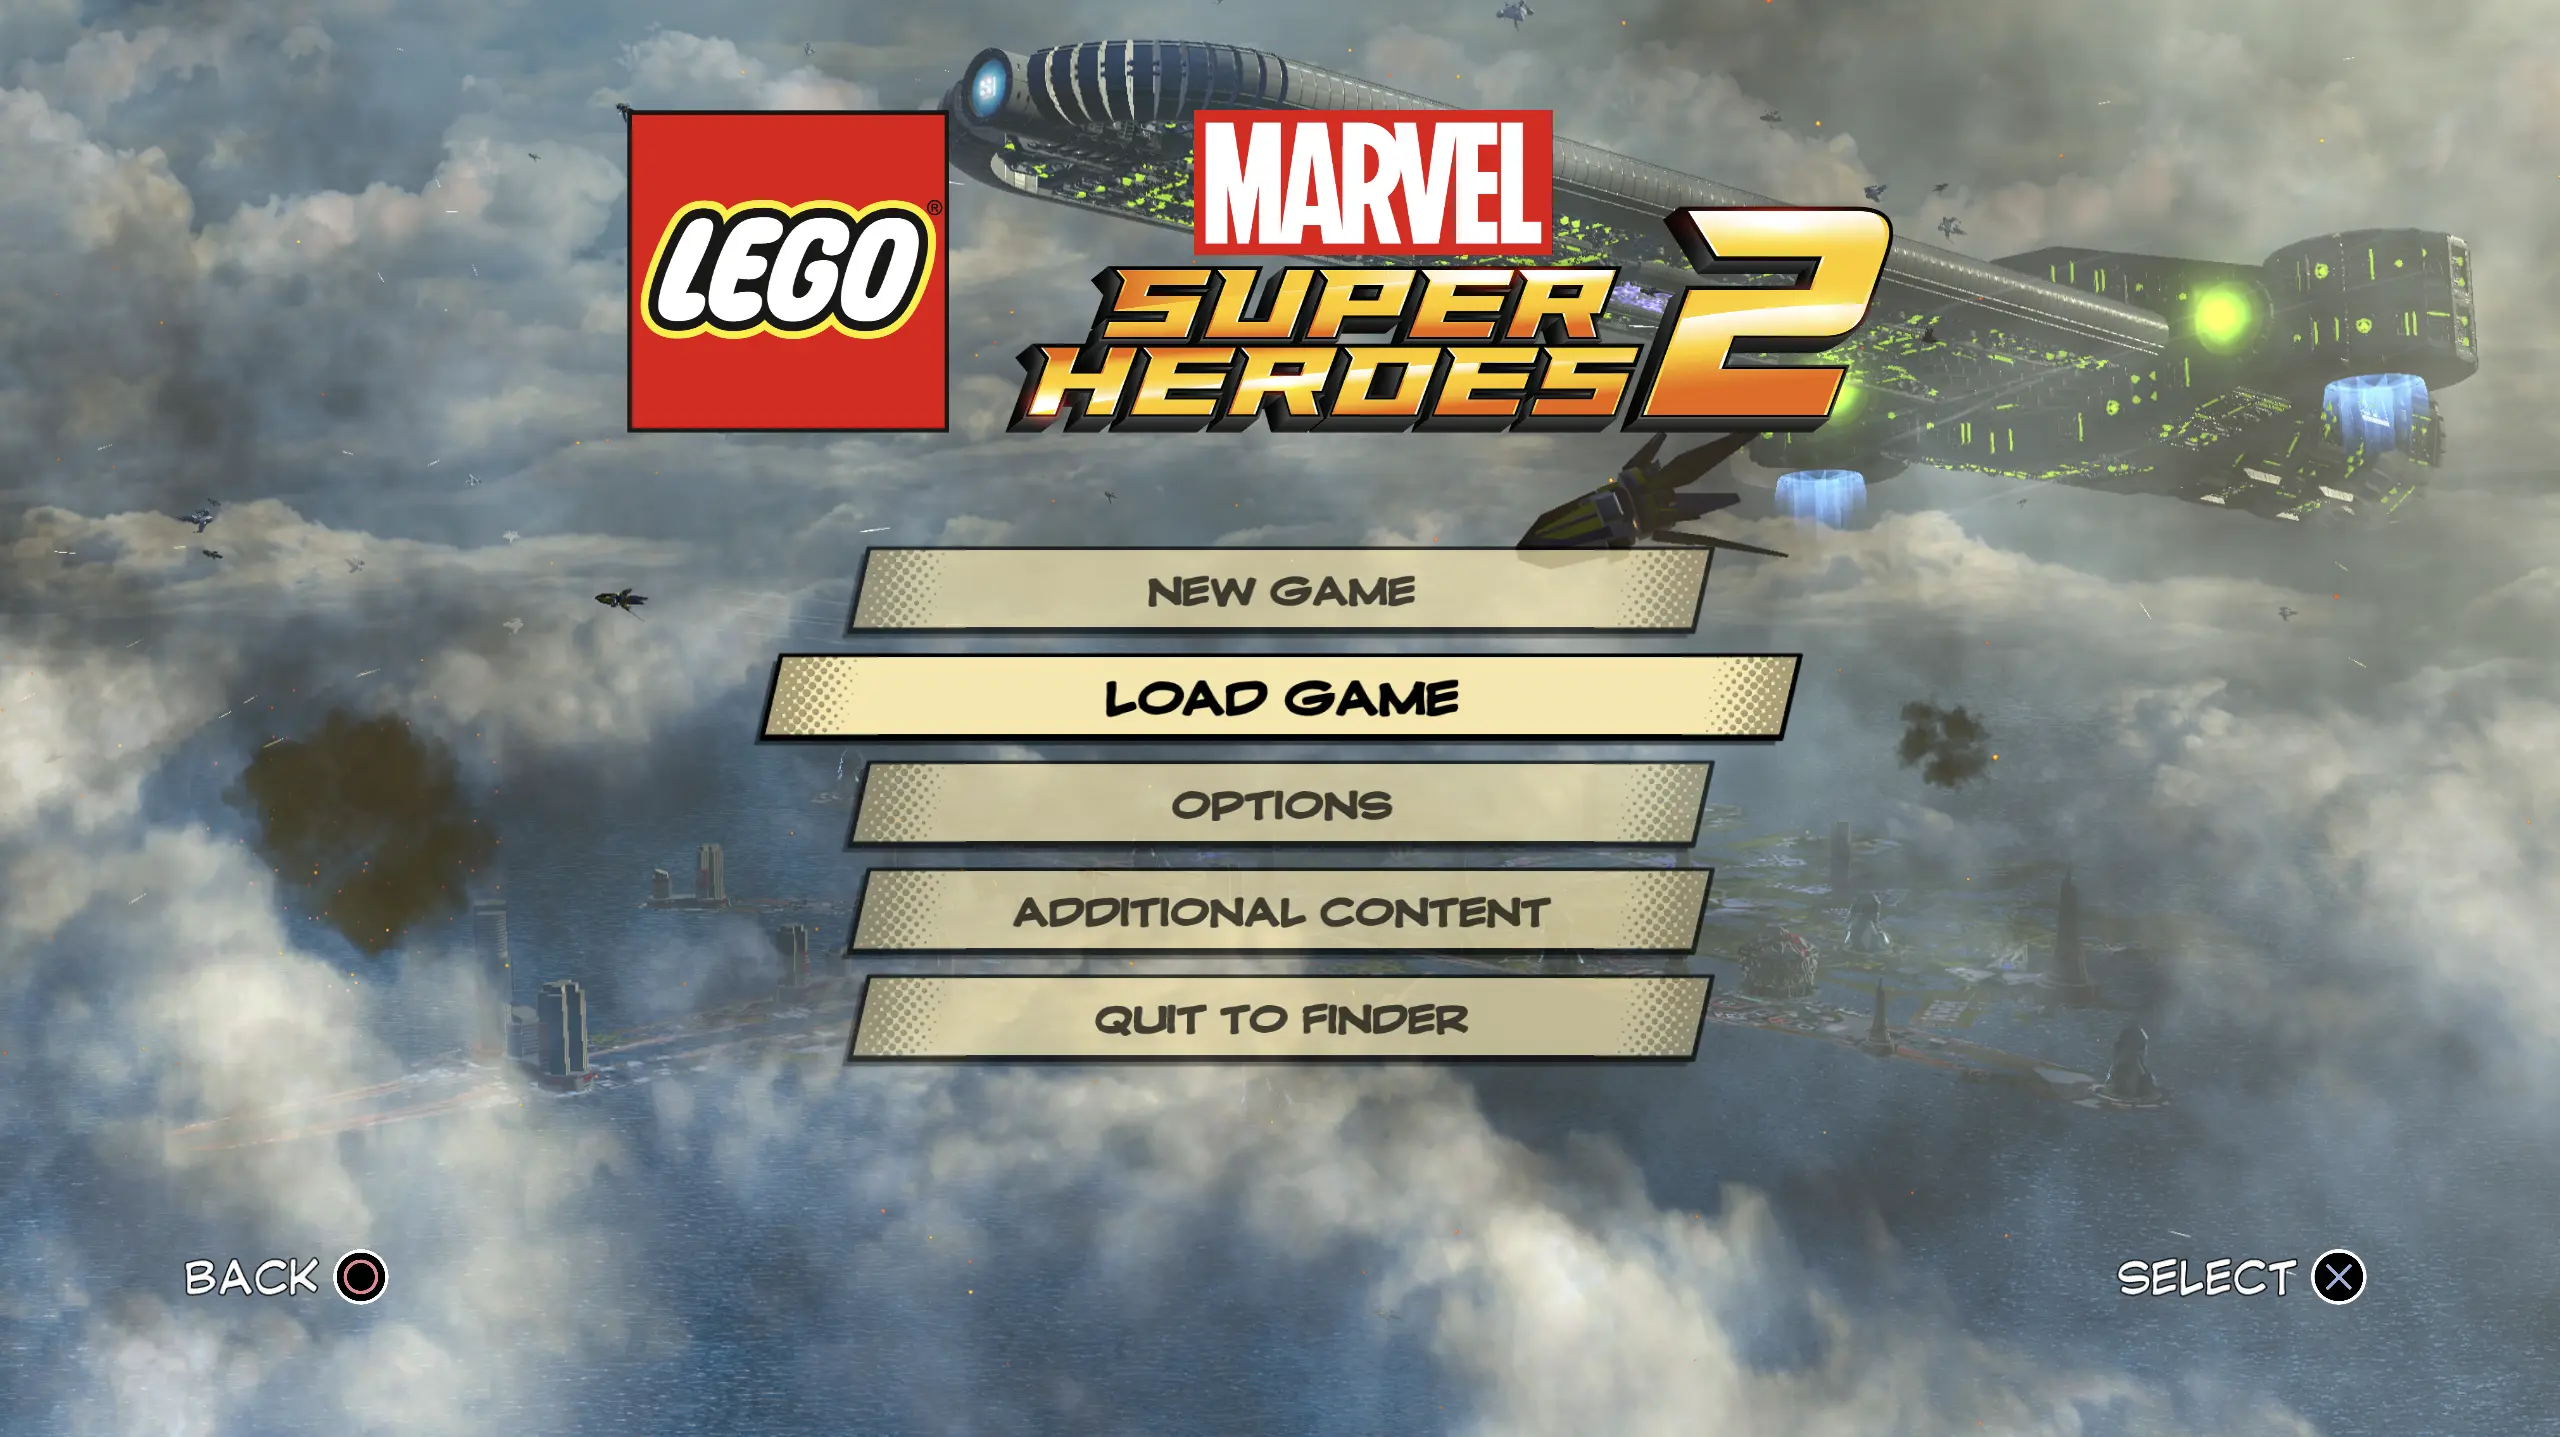 LEGO®
MARVEL
SUPER
HEROES 2
NEW GAME
LOAD GAME
OPTIONS
ADDITIONAL CONTENT
QUIT TO FINDER
BACK
SELECT